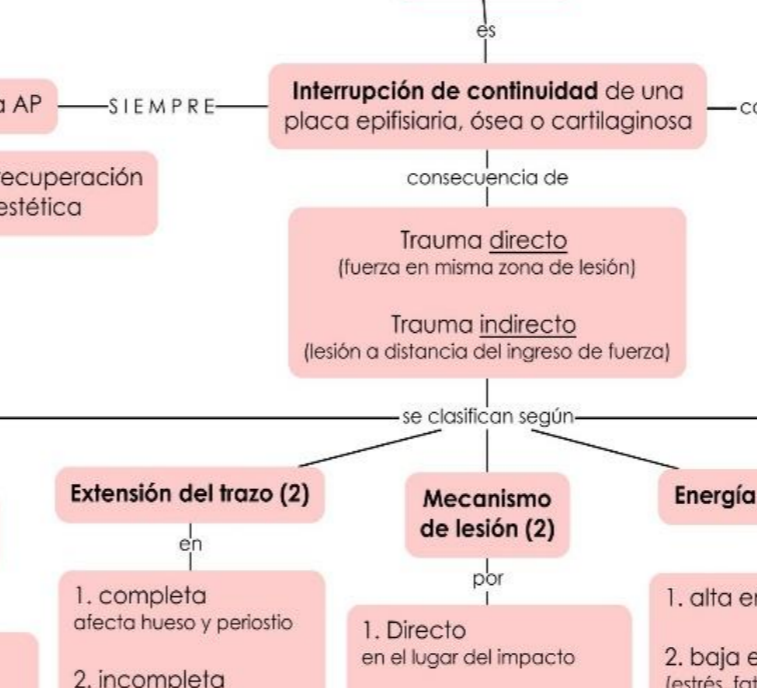 es
Interrupción de continuidad de una
placa epifisiaria, ósea o cartilaginosa
AP
SIEMPRE
recuperación
estética
consecuencia de
Trauma directo
(fuerza en misma zona de lesión)
Trauma indirecto
(lesión a distancia del ingreso de fuerza)
se clasifican según
Extensión del trazo (2)
en
1. completa
afecta hueso y periostio
2. incompleta
Mecanismo
de lesión (2)
por
1. Directo
en el lugar del impacto
Energía
1. alta
2. baja
(estrés,